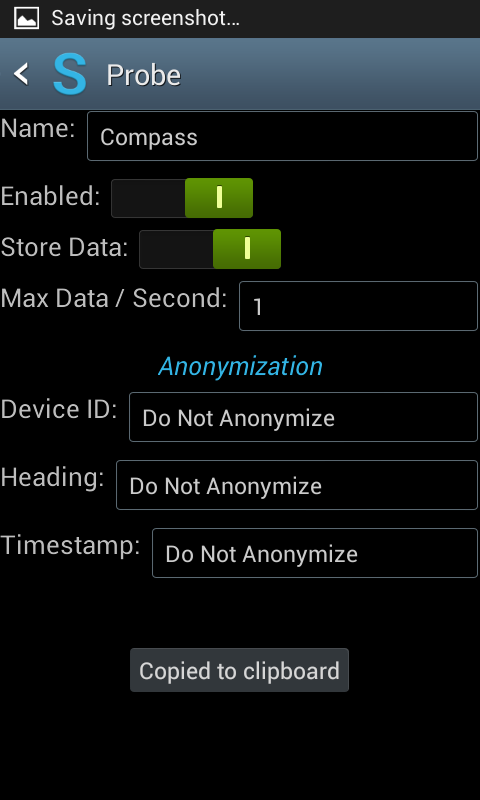 Saving screenshot...
S Probe
Name: Compass
Enabled:
Store Data:
Max Data / Second: 1
Anonymization
Device ID: Do Not Anonymize
Heading: Do Not Anonymize
Timestamp: Do Not Anonymize
Copied to clipboard